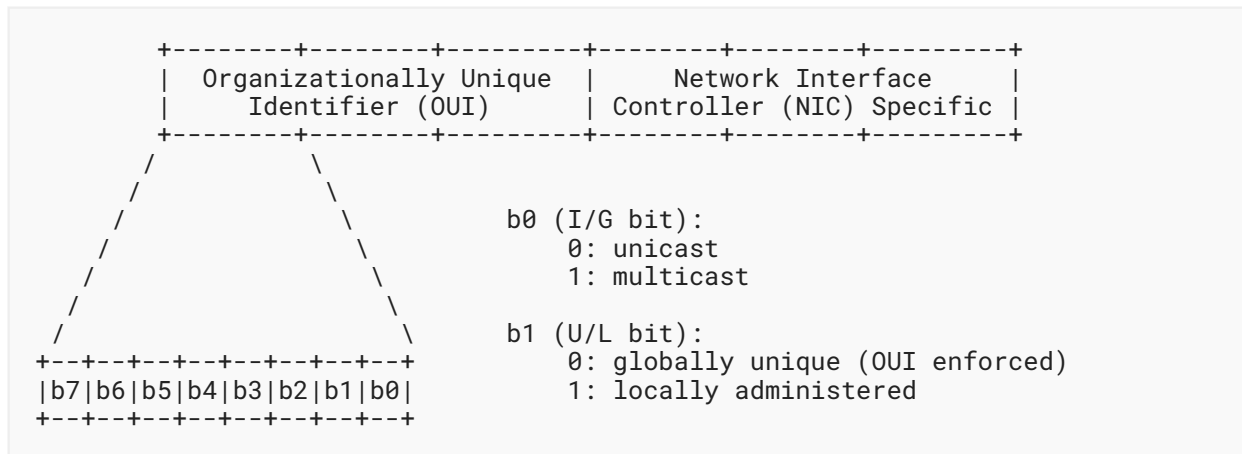 +--------+--------+---------+--------+--------+---------+
| Organizationally Unique | Network Interface |
| Identifier (OUI) | Controller (NIC) Specific |
+--------+--------+---------+--------+--------+---------+
/ \
/ \
/ \ b0 (I/G bit):
/ \ 0: unicast
/ \ 1: multicast
/ \
/ \ b1 (U/L bit):
+--+--+--+--+--+--+--+--+ 0: globally unique (OUI enforced)
|b7|b6|b5|b4|b3|b2|b1|b0| 1: locally administered
+--+--+--+--+--+--+--+--+